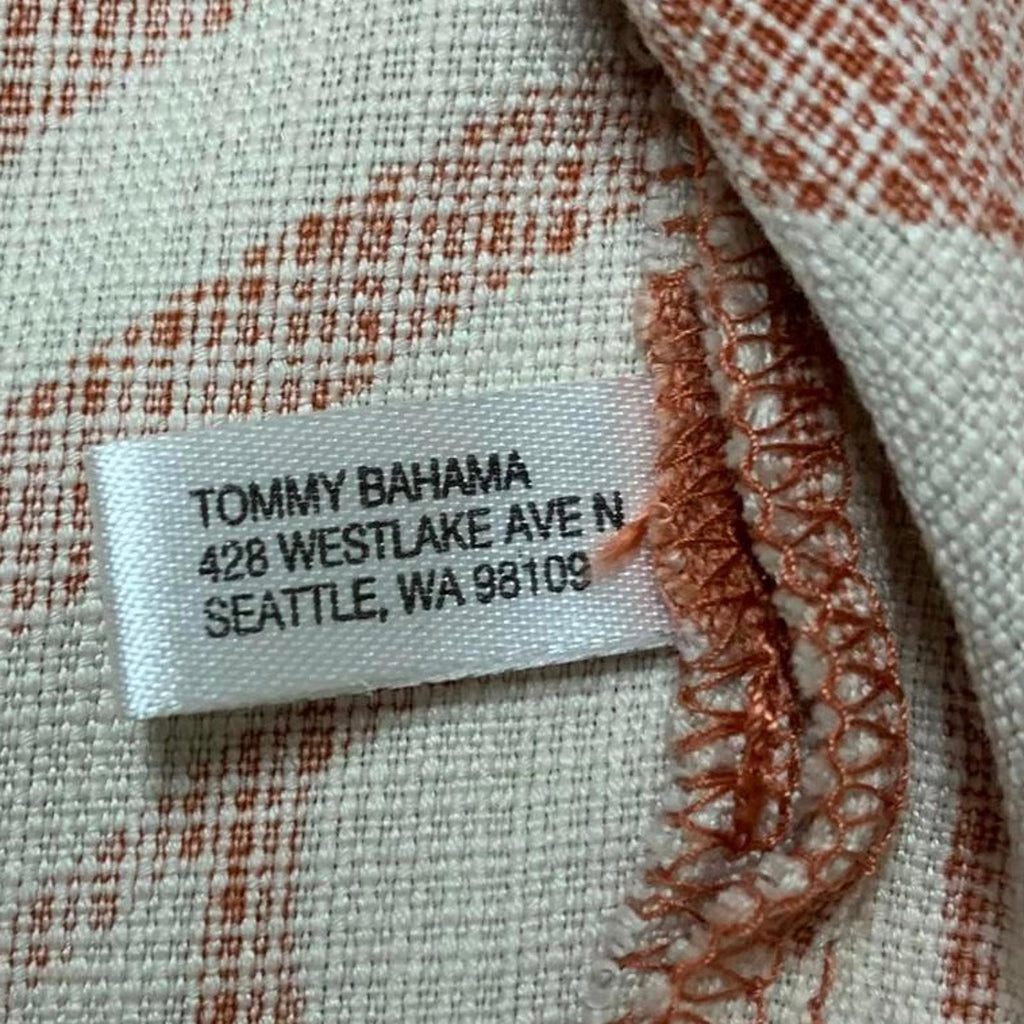 TOMMY BAHAMA
428 WESTLAKE AVE N
SEATTLE, WA 98109